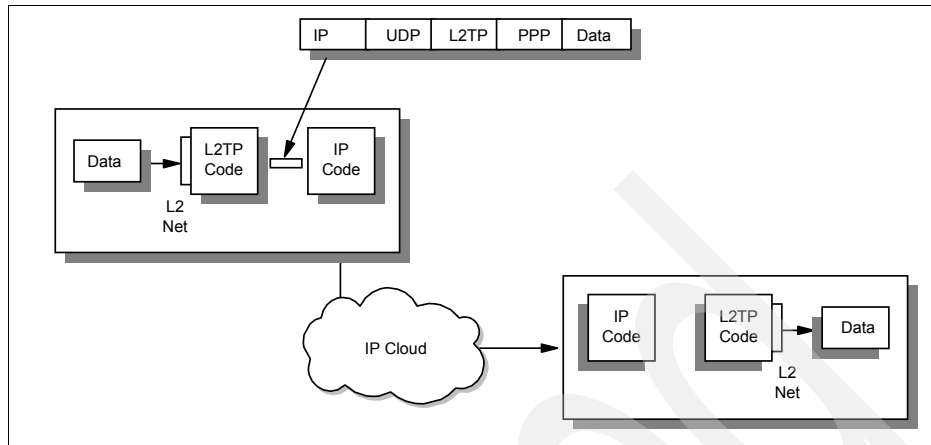 IP UDP L2TP PPP Data
Data
L2TP
Code
IP
Code
L2
Net
IP Cloud
IP
Code
L2TP
Code
Data
L2
Net